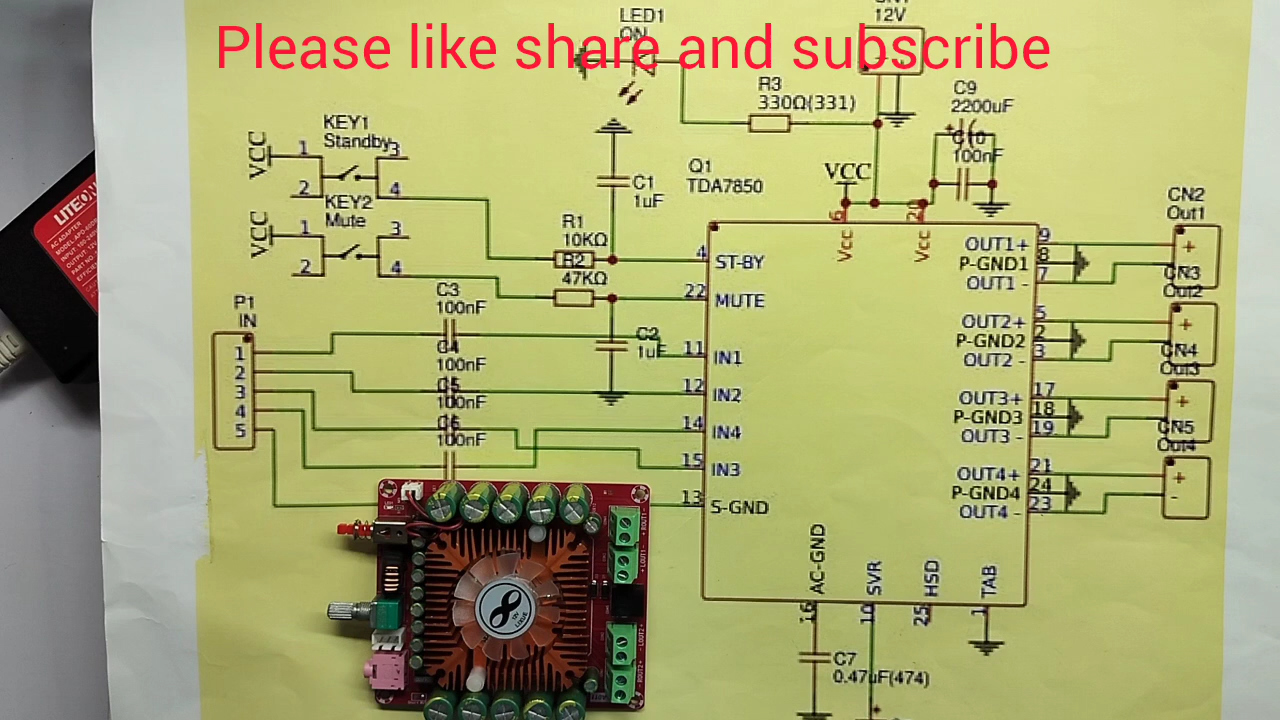 Please like share and subscribe
LED1
ON
12V
R3
330Ω(331)
C9
2200uF
C10
100nF
KEY1
Standby
VCC
1
2
3
4
KEY2
Mute
VCC
1
2
3
4
C1
1uF
Q1
TDA7850
VCC
6
Vcc
20
Vcc
R1
10KΩ
R2
47KΩ
C2
1uF
C3
100nF
C4
100nF
C5
100nF
C6
100nF
P1
IN
1
2
3
4
5
4 ST-BY
22 MUTE
11 IN1
12 IN2
14 IN4
15 IN3
13 S-GND
OUT1+ 9
P-GND1 8
OUT1 - 7
OUT2+ 5
P-GND2 2
OUT2 - 3
OUT3+ 17
P-GND3 18
OUT3 - 19
OUT4+ 21
P-GND4 24
OUT4 - 23
CN2
Out1
+
CN3
Out2
+
CN4
Out3
+
CN5
Out4
+
-
AC-GND
16
SVR
10
HSD
25
TAB
1
C7
0.47uF(474)
LITEON
AC ADAPTER